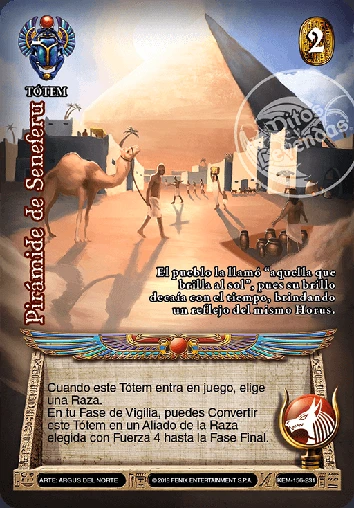 2
TÓTEM
Pirámide de Seneferu
Mitos y
Leyendas
El pueblo la llamó "aquella que
brilla al sol", pues su brillo
decaía con el tiempo, brindando
un reflejo del mismo Horus.
Cuando este Tótem entra en juego, elige
una Raza.
En tu Fase de Vigilia, puedes Convertir
este Tótem en un Aliado de la Raza
elegida con Fuerza 4 hasta la Fase Final.
ARTE: ARGUS DEL NORTE
© 2015 FENIX ENTERTAINMENT S.P.A.
KEM-156-231